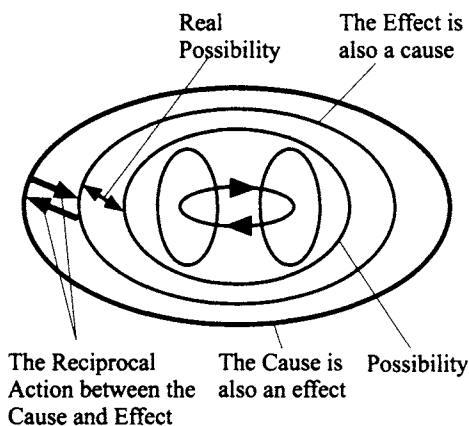 Real
Possibility
The Effect is
also a cause
The Reciprocal
Action between the
Cause and Effect
The Cause is
also an effect
Possibility